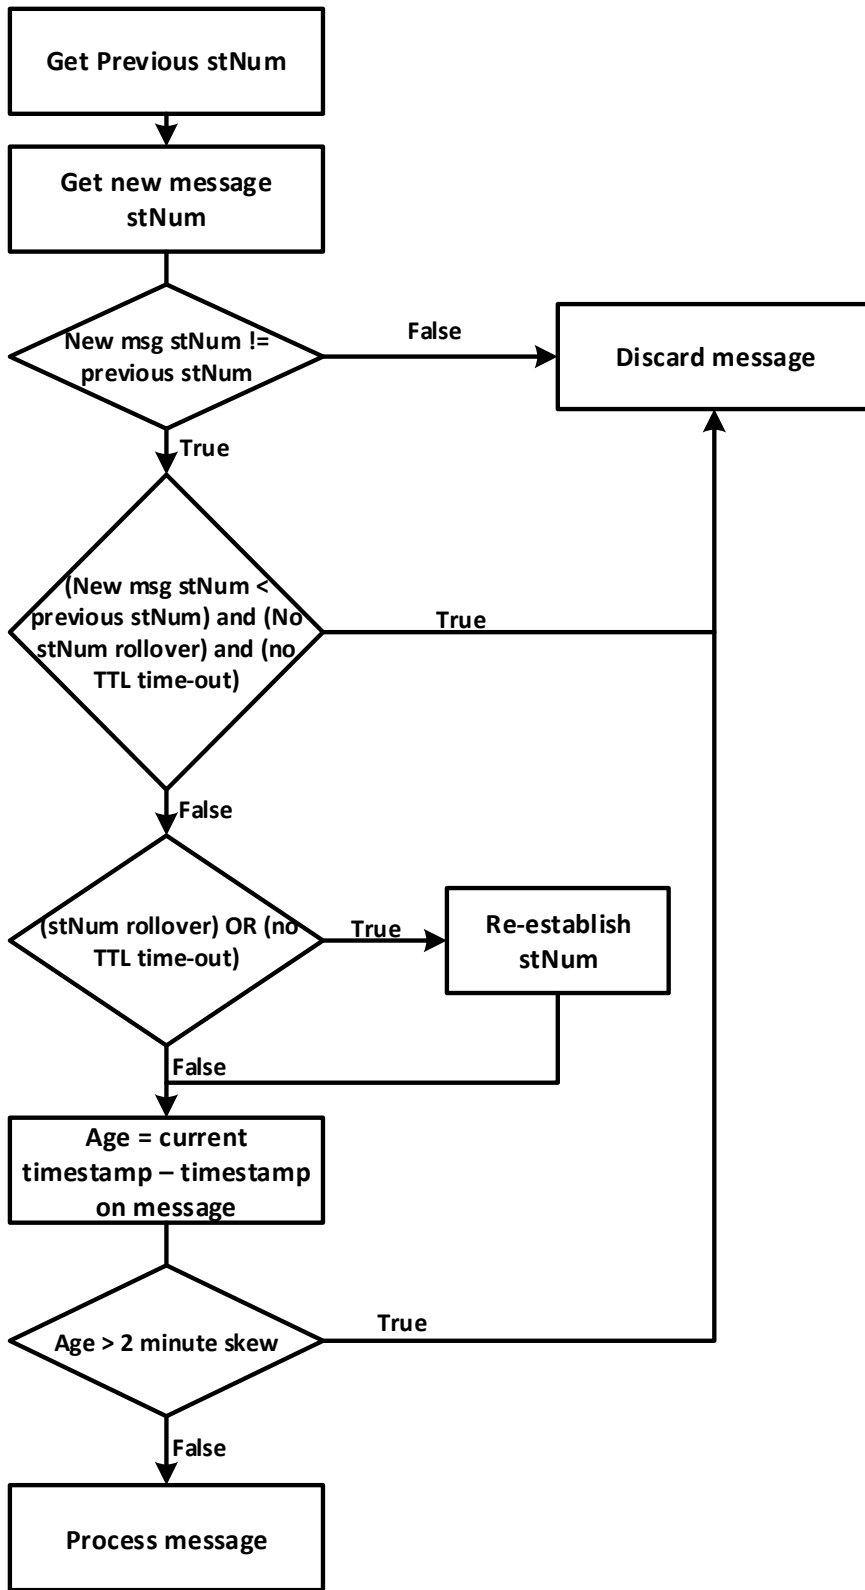 Get Previous stNum
Get new message
stNum
New msg stNum !=
previous stNum
False
Discard message
True
(New msg stNum <
previous stNum) and (No
stNum rollover) and (no
TTL time-out)
True
False
(stNum rollover) OR (no
TTL time-out)
True
Re-establish
stNum
False
Age = current
timestamp – timestamp
on message
Age > 2 minute skew
True
False
Process message